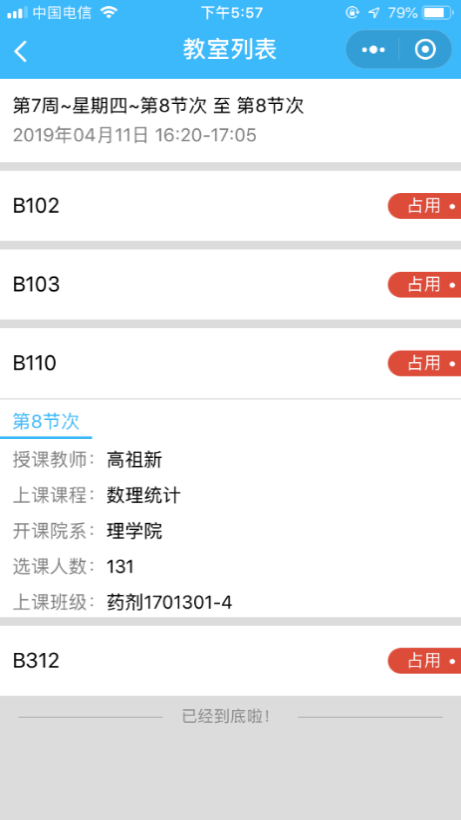 中国电信 下午5:57 79%
教室列表
第7周~星期四~第8节次 至 第8节次
2019年04月11日 16:20-17:05
B102 占用
B103 占用
B110 占用
第8节次
授课教师： 高祖新
上课课程： 数理统计
开课院系： 理学院
选课人数： 131
上课班级： 药剂1701301-4
B312 占用
已经到底啦！